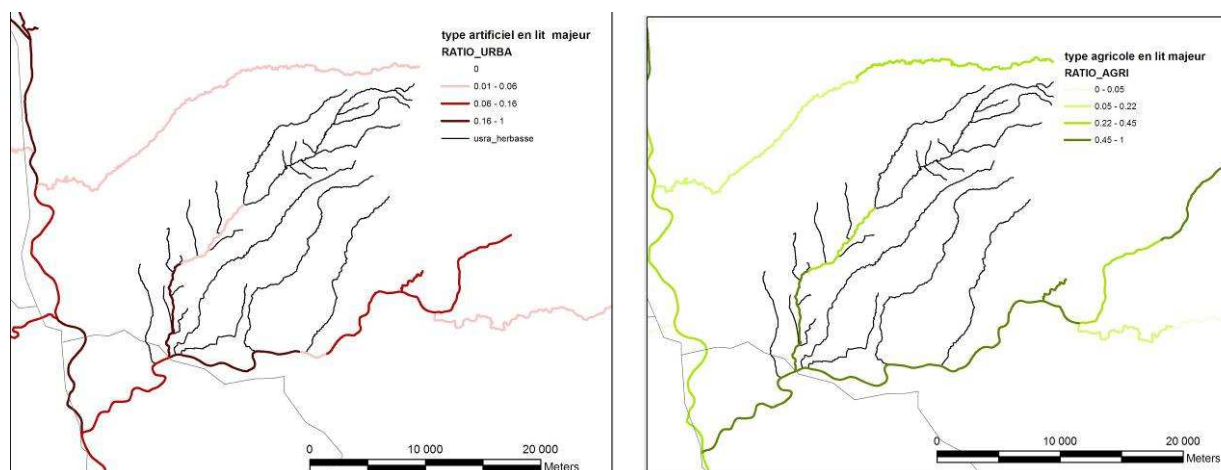 type artificiel en lit majeur
RATIO_URBA
0
0.01 - 0.06
0.06 - 0.16
0.16 - 1
usra_herbasse
0 10 000 20 000
Meters
type agricole en lit majeur
RATIO_AGRI
0 - 0.05
0.05 - 0.22
0.22 - 0.45
0.45 - 1
0 10 000 20 000
Meters